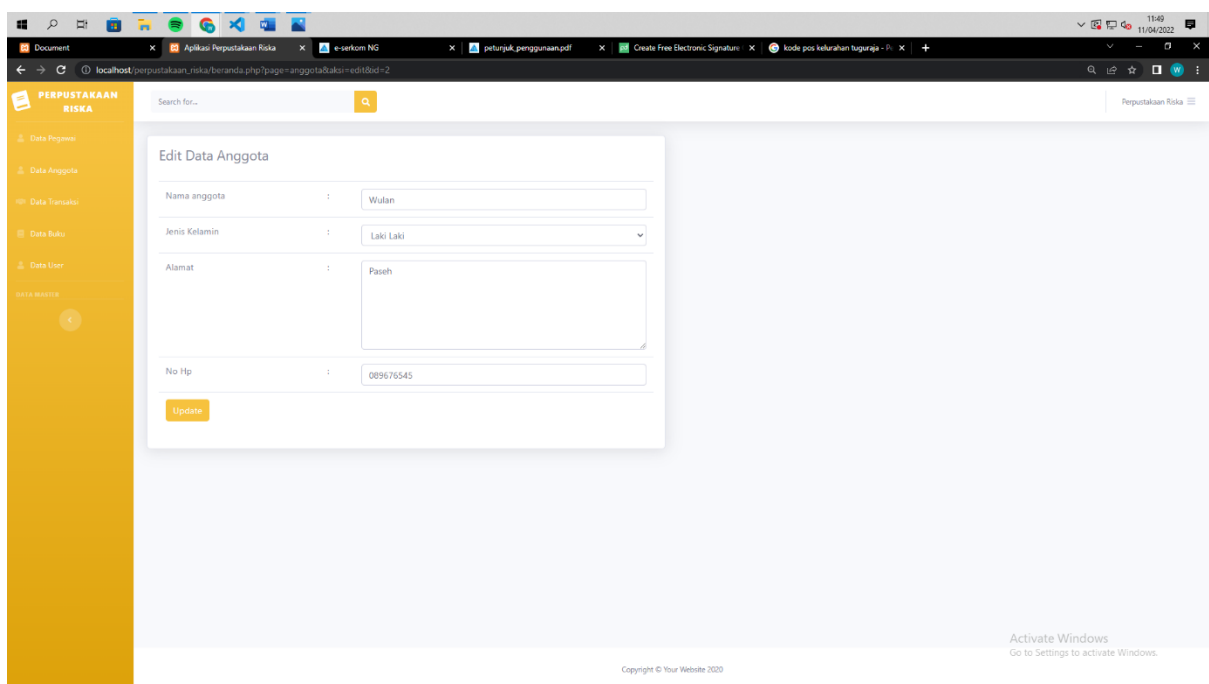 11:49
11/04/2022
Document
Aplikasi Perpustakaan Riska
e-serkom NG
petunjuk_penggunaan.pdf
Create Free Electronic Signature
kode pos kelurahan tuguraja - P
localhost/perpustakaan_riska/beranda.php?page=anggota&aksi=edit&id=2
W
PERPUSTAKAAN
RISKA
Search for...
Perpustakaan Riska
Data Pegawai
Data Anggota
Data Transaksi
Data Buku
Data User
DATA MASTER
Edit Data Anggota
Nama anggota : Wulan
Jenis Kelamin : Laki Laki
Alamat : Paseh
No Hp : 089676545
Update
Activate Windows
Go to Settings to activate Windows.
Copyright © Your Website 2020